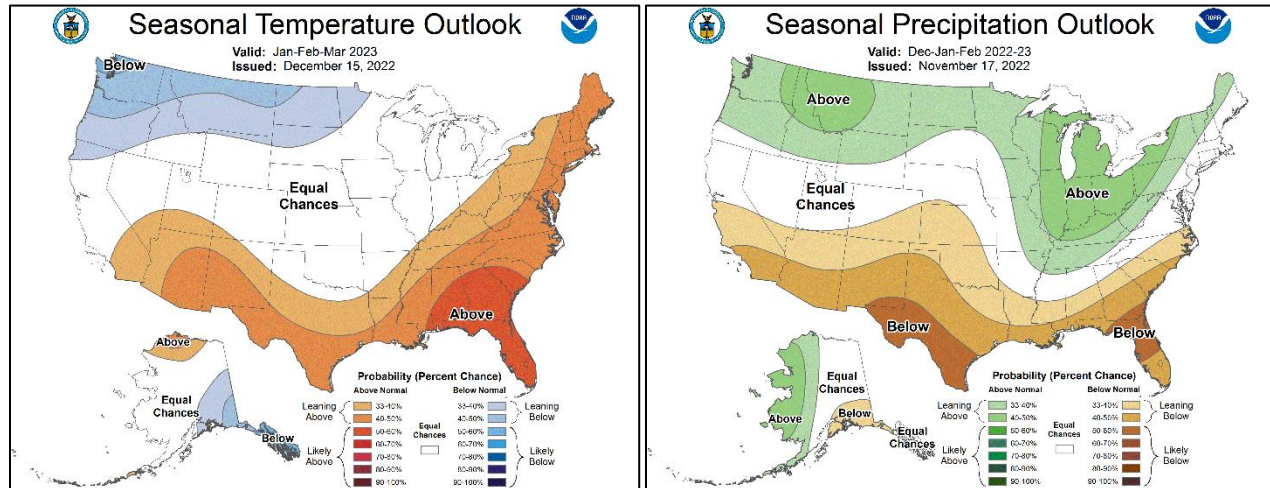 Seasonal Temperature Outlook
NOAA
Valid: Jan-Feb-Mar 2023
Issued: December 15, 2022
Below
Equal
Chances
Above
Above
Equal
Chances
Below
Probability (Percent Chance)
Above Normal
Below Normal
Leaning
Above
33-40%
40-50%
Likely
Above
50-60%
60-70%
70-80%
80-90%
90-100%
Equal
Chances
33-40%
40-50%
Leaning
Below
50-60%
60-70%
70-80%
80-90%
90-100%
Likely
Below
Seasonal Precipitation Outlook
NOAA
Valid: Dec-Jan-Feb 2022-23
Issued: November 17, 2022
Above
Equal
Chances
Above
Below
Below
Above
Equal
Chances
Below
Equal
Chances
Probability (Percent Chance)
Above Normal
Below Normal
Leaning
Above
33-40%
40-50%
Likely
Above
50-60%
60-70%
70-80%
80-90%
90-100%
Equal
Chances
33-40%
40-50%
Leaning
Below
50-60%
60-70%
70-80%
80-90%
90-100%
Likely
Below